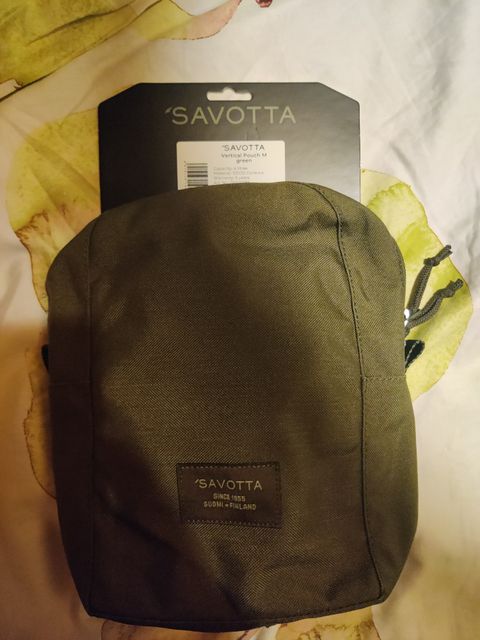 SAVOTTA
SAVOTTA
Vertical Pouch M
green
SAVOTTA
SINCE 1955
SUOMI FINLAND